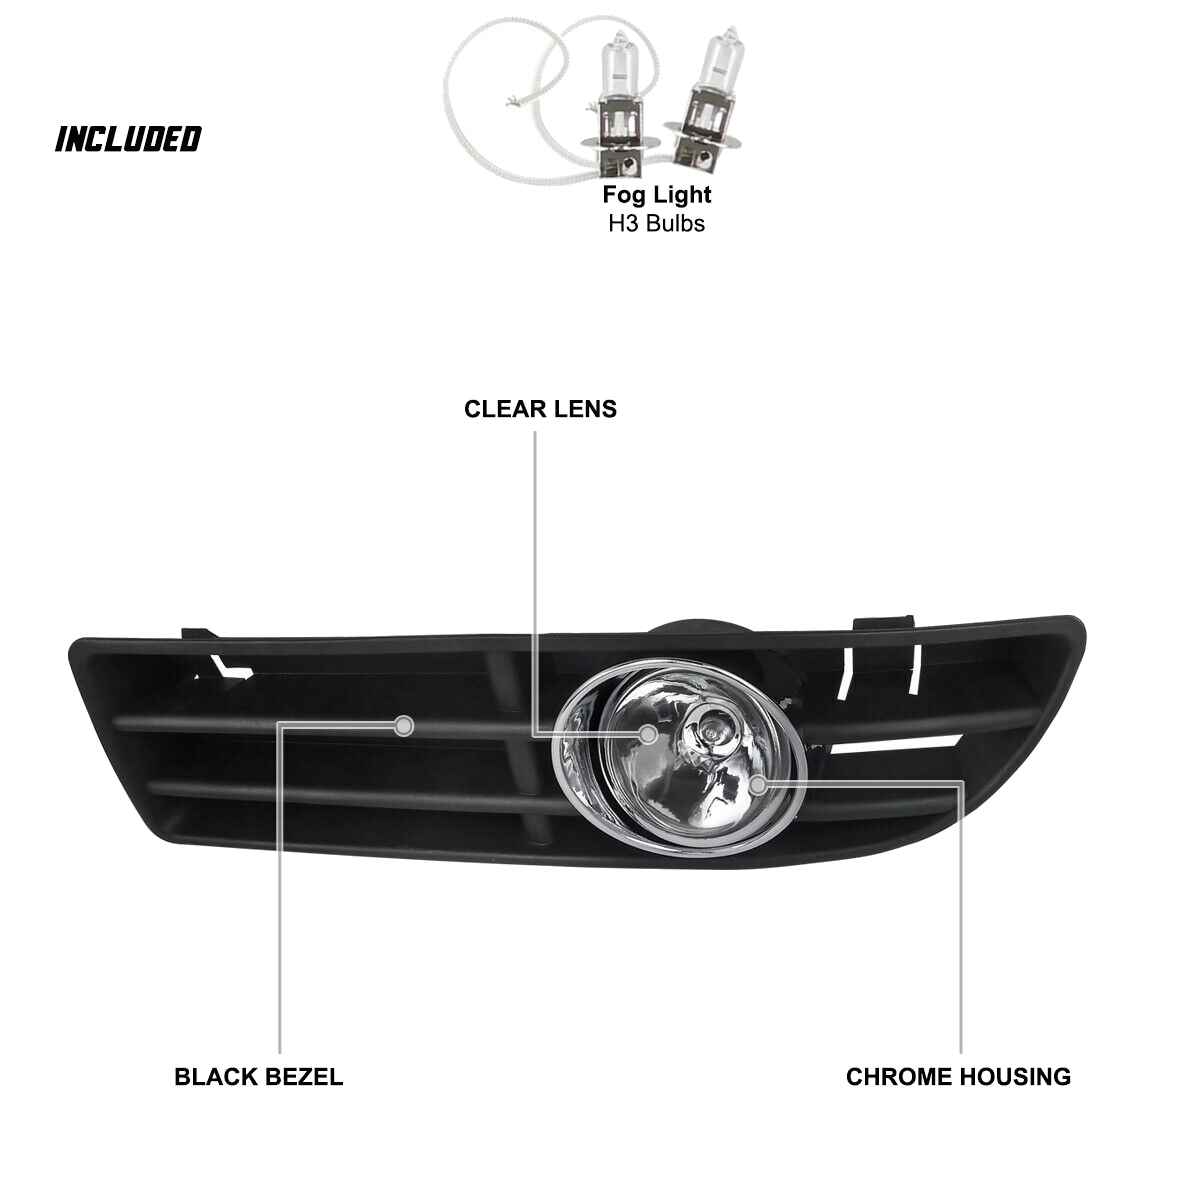 INCLUDED
Fog Light
H3 Bulbs
CLEAR LENS
BLACK BEZEL
CHROME HOUSING